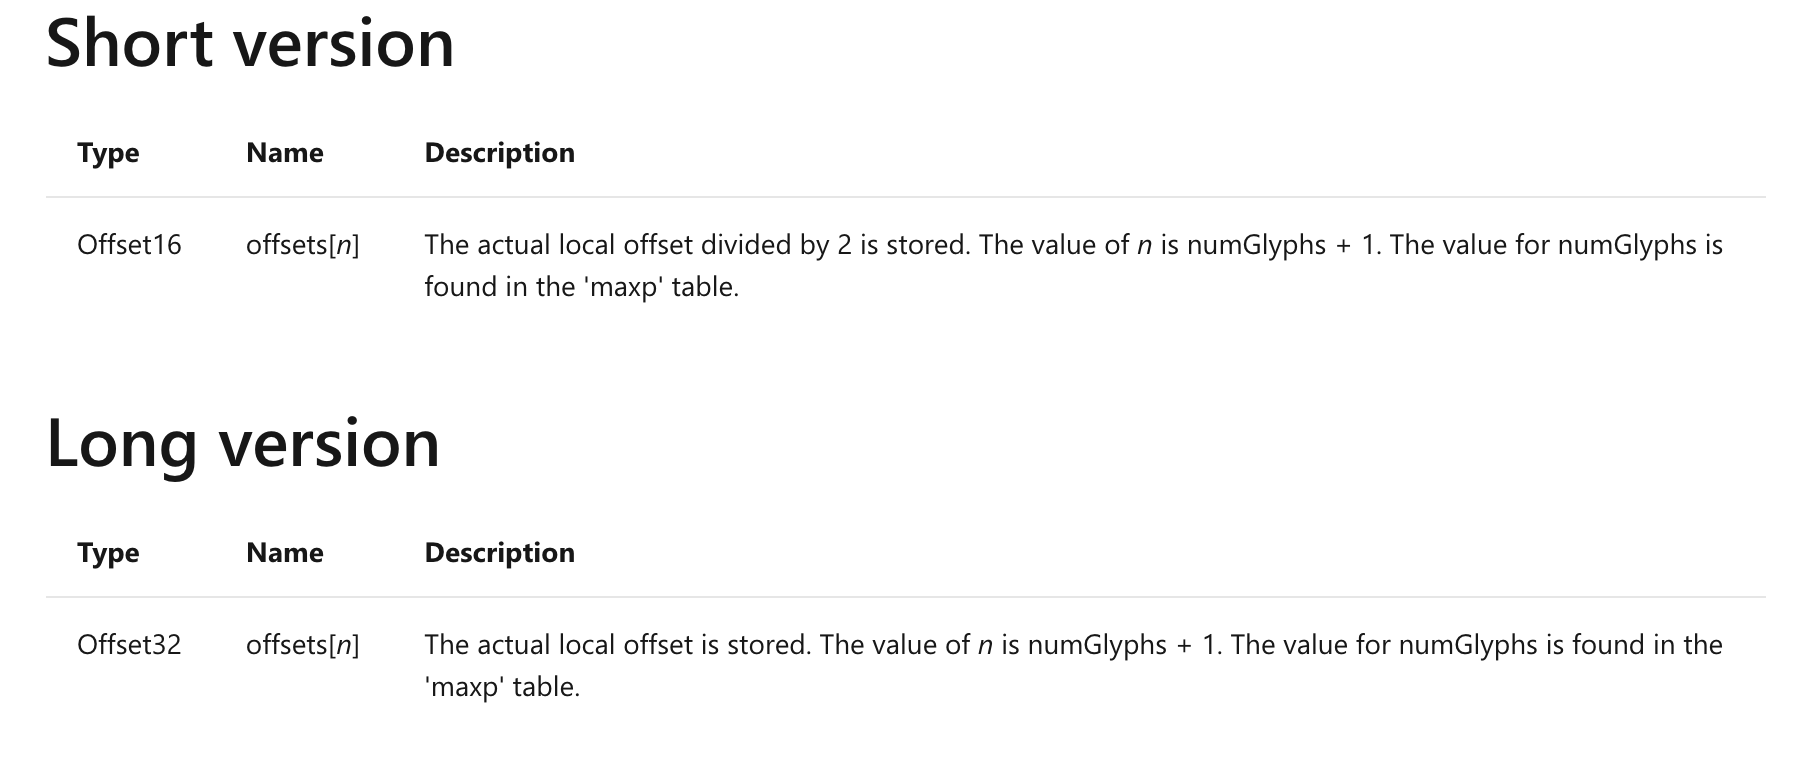 Short version
Type Name Description
Offset16 offsets[n] The actual local offset divided by 2 is stored. The value of n is numGlyphs + 1. The value for numGlyphs is
found in the 'maxp' table.
Long version
Type Name Description
Offset32 offsets[n] The actual local offset is stored. The value of n is numGlyphs + 1. The value for numGlyphs is found in the
'maxp' table.